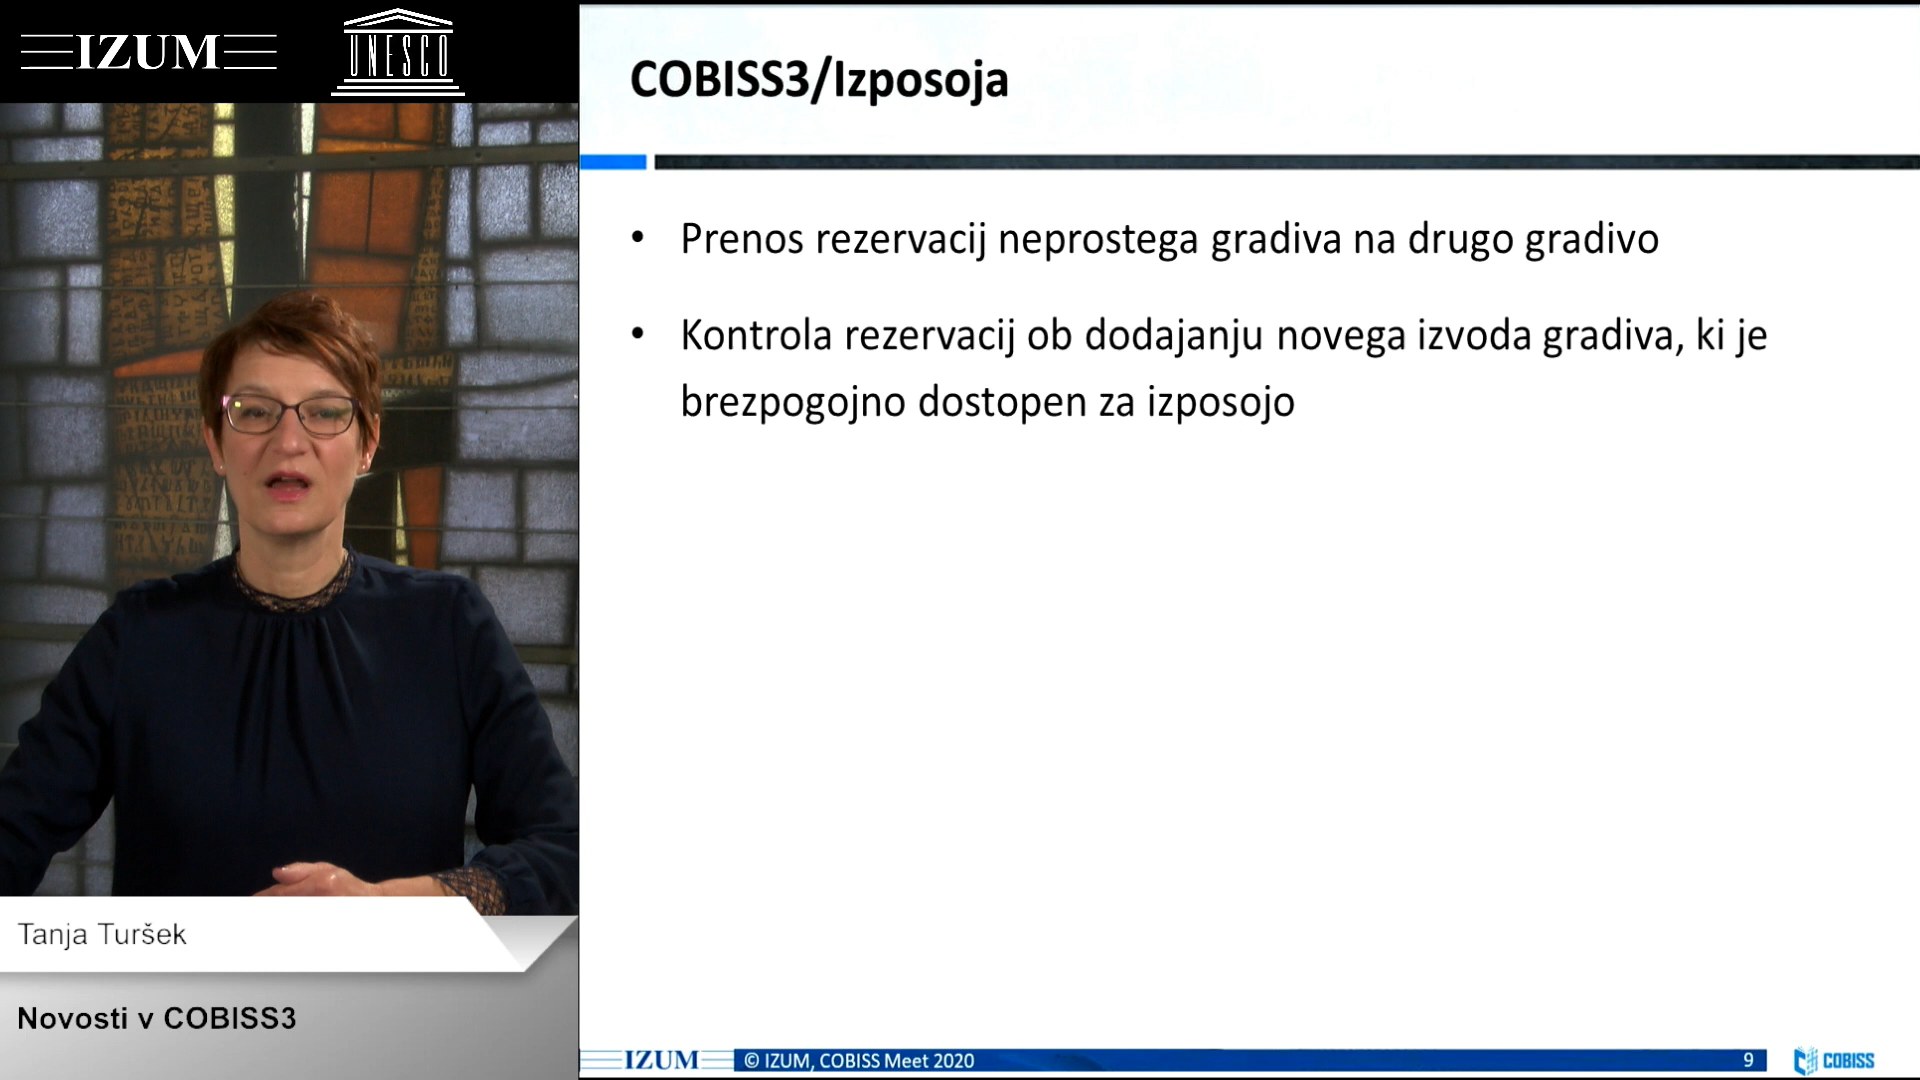 IZUM
UNESCO
COBISS3/Izposoja
• Prenos rezervacij neprostega gradiva na drugo gradivo
• Kontrola rezervacij ob dodajanju novega izvoda gradiva, ki je
brezpogojno dostopen za izposojo
Tanja Turšek
Novosti v COBISS3
IZUM
© IZUM, COBISS Meet 2020
9
COBISS